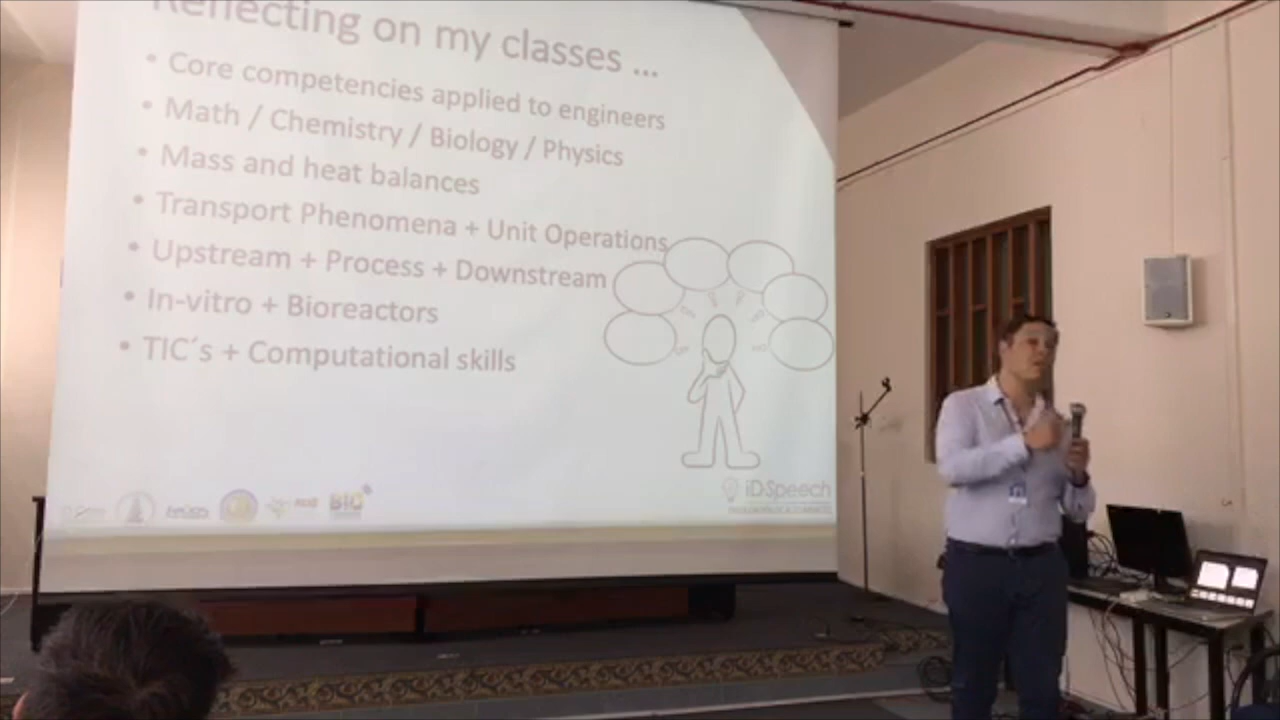 Reflecting on my classes ...
• Core competencies applied to engineers
• Math / Chemistry / Biology / Physics
• Mass and heat balances
• Transport Phenomena + Unit Operations
• Upstream + Process + Downstream
• In-vitro + Bioreactors
• TIC´s + Computational skills
BIO
iDSpeech